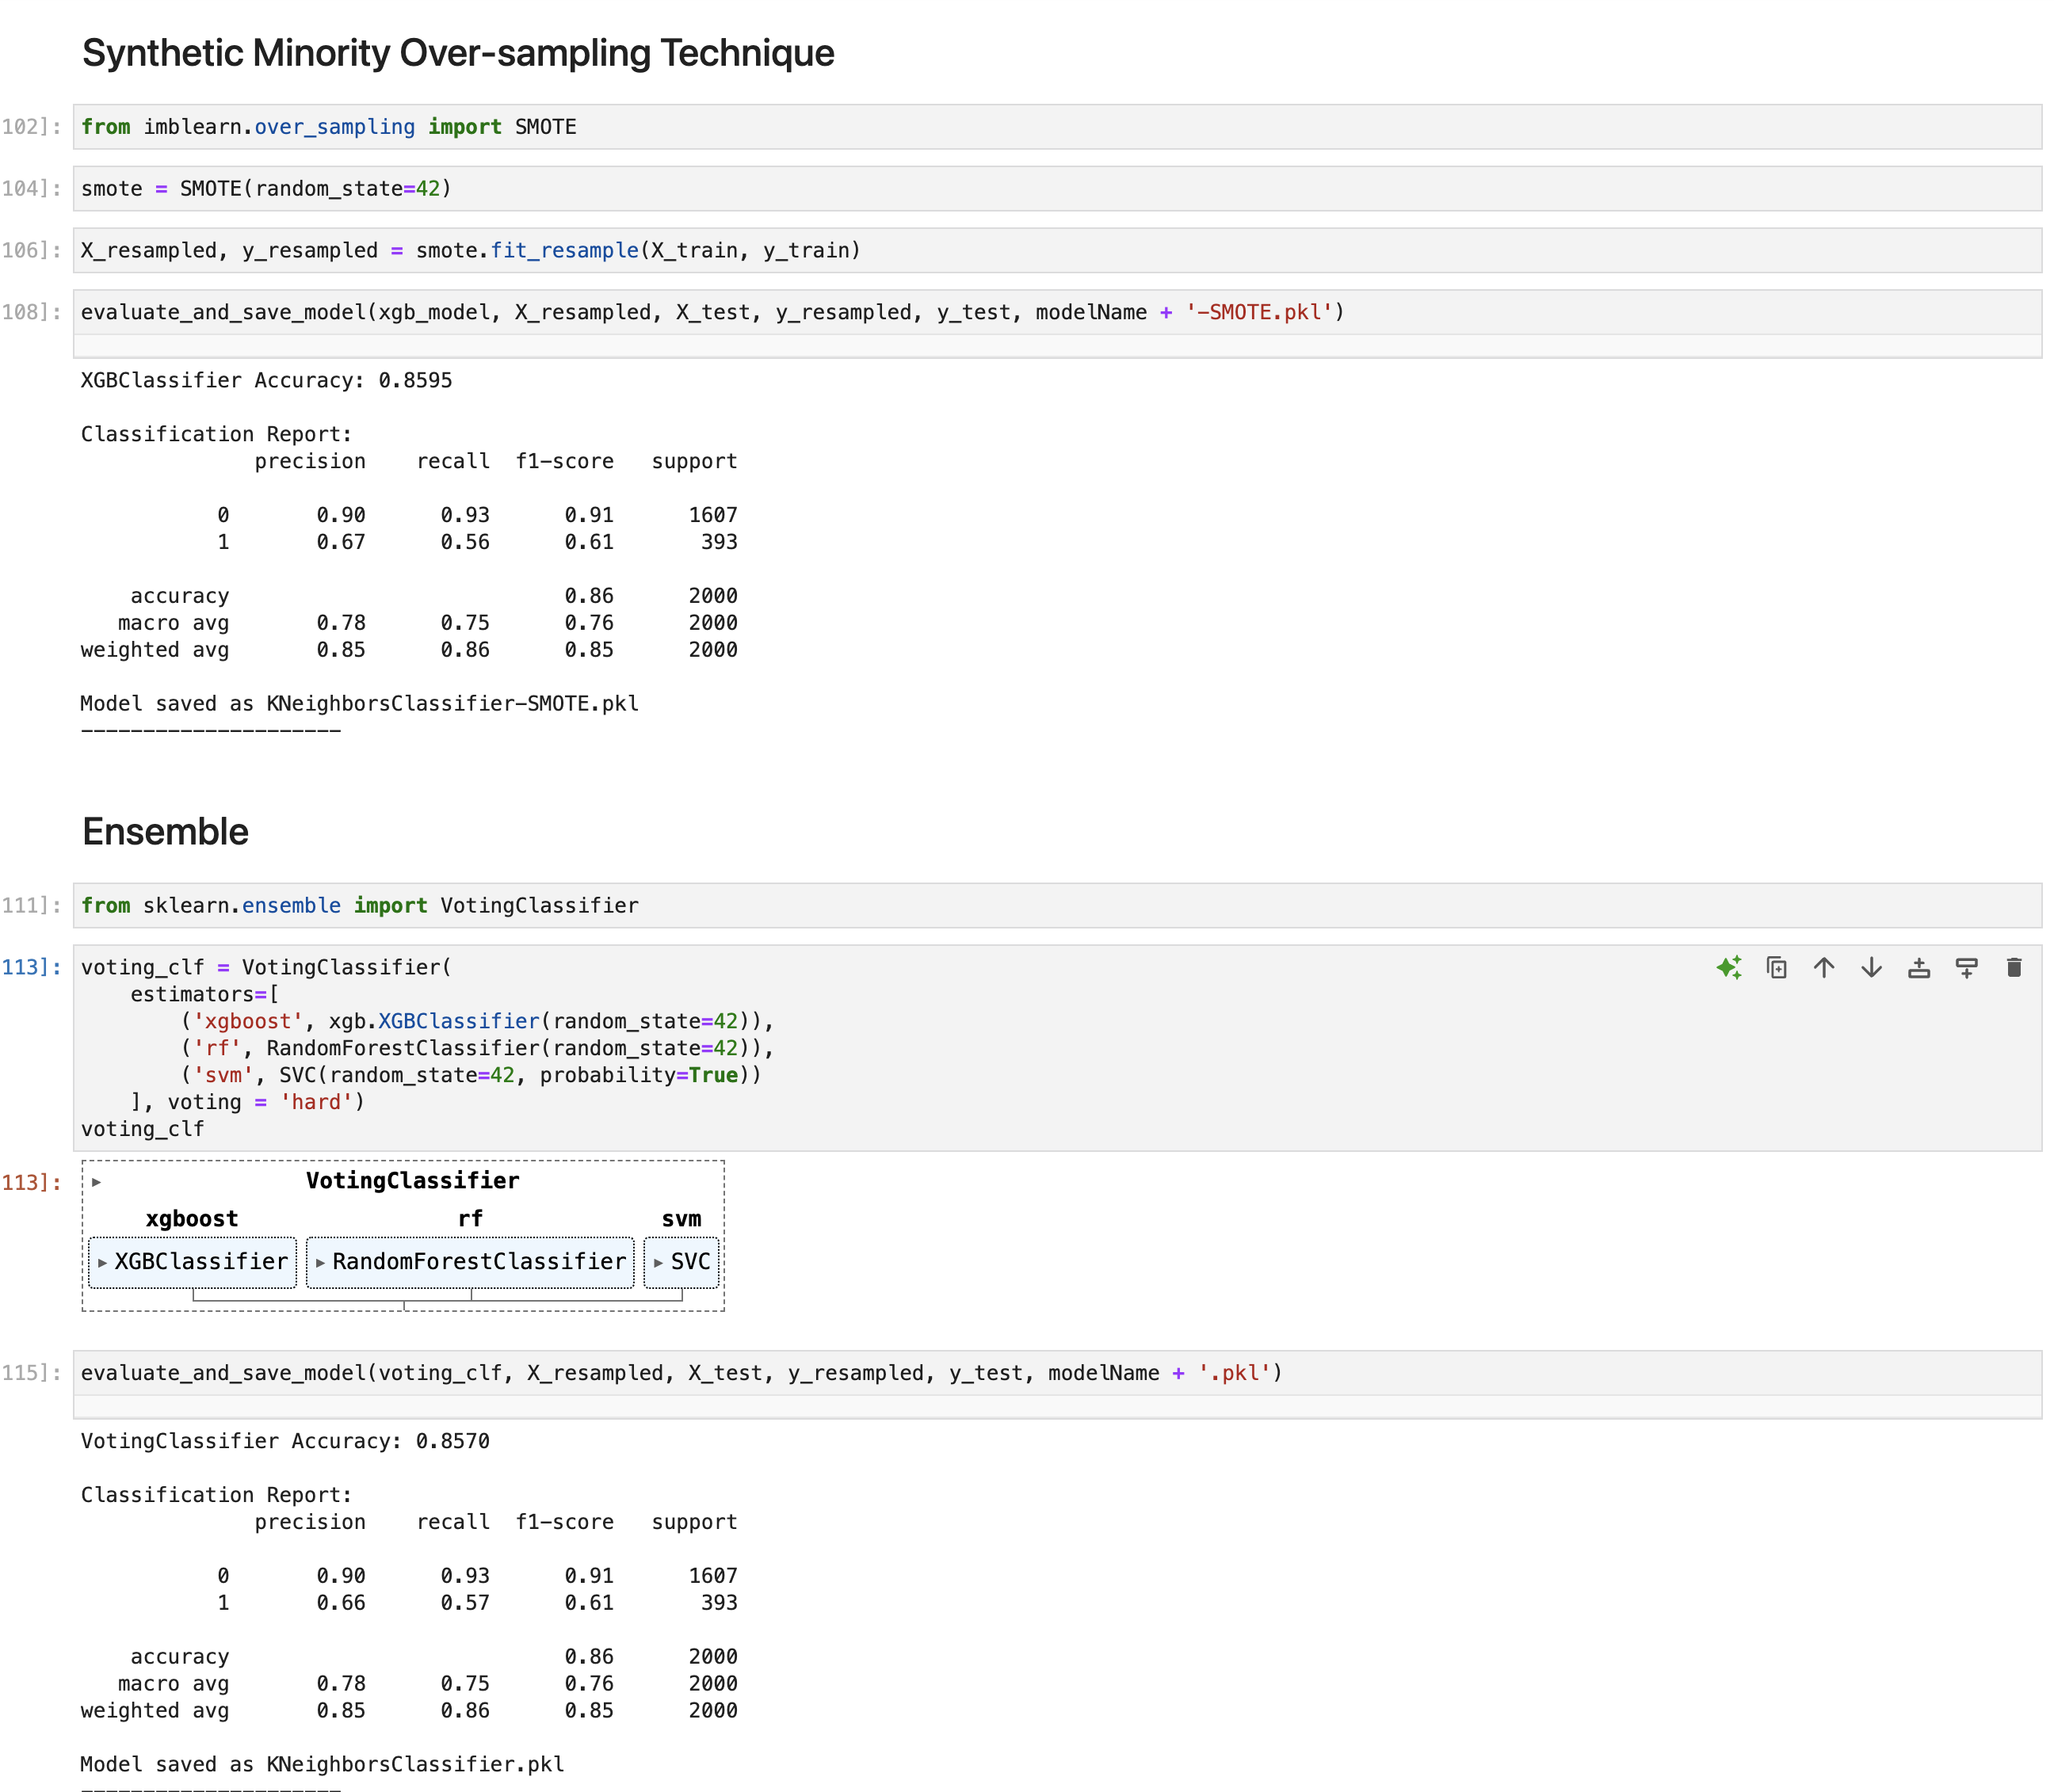 Synthetic Minority Over-sampling Technique
102]: from imblearn.over_sampling import SMOTE
104]: smote = SMOTE(random_state=42)
106]: X_resampled, y_resampled = smote.fit_resample(X_train, y_train)
108]: evaluate_and_save_model(xgb_model, X_resampled, X_test, y_resampled, y_test, modelName + '-SMOTE.pkl')
XGBClassifier Accuracy: 0.8595
Classification Report:
precision recall f1-score support
0 0.90 0.93 0.91 1607
1 0.67 0.56 0.61 393
accuracy 0.86 2000
macro avg 0.78 0.75 0.76 2000
weighted avg 0.85 0.86 0.85 2000
Model saved as KNeighborsClassifier-SMOTE.pkl
---------------------
Ensemble
111]: from sklearn.ensemble import VotingClassifier
113]: voting_clf = VotingClassifier(
estimators=[
('xgboost', xgb.XGBClassifier(random_state=42)),
('rf', RandomForestClassifier(random_state=42)),
('svm', SVC(random_state=42, probability=True))
], voting = 'hard')
voting_clf
113]: VotingClassifier
xgboost rf svm
XGBClassifier RandomForestClassifier SVC
115]: evaluate_and_save_model(voting_clf, X_resampled, X_test, y_resampled, y_test, modelName + '.pkl')
VotingClassifier Accuracy: 0.8570
Classification Report:
precision recall f1-score support
0 0.90 0.93 0.91 1607
1 0.66 0.57 0.61 393
accuracy 0.86 2000
macro avg 0.78 0.75 0.76 2000
weighted avg 0.85 0.86 0.85 2000
Model saved as KNeighborsClassifier.pkl
---------------------